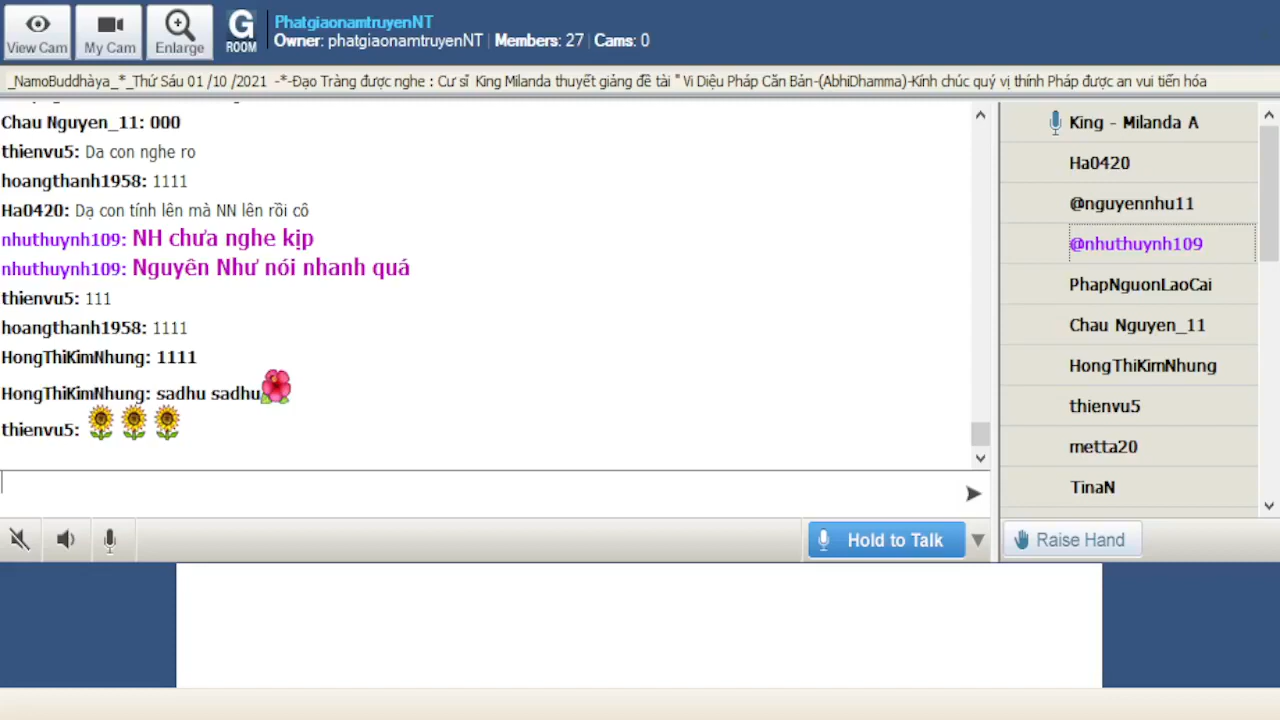 View Cam
My Cam
Enlarge
G
ROOM
PhatgiaonamtruyenNT
Owner: phatgiaonamtruyenNT | Members: 27 | Cams: 0
_NamoBuddhàya_*_Thứ Sáu 01 /10 /2021 -*-Đạo Tràng được nghe : Cư sĩ King Milanda thuyết giảng đề tài " Vi Diệu Pháp Căn Bản-(AbhiDhamma)-Kính chúc quý vị thính Pháp được an vui tiến hóa
Chau Nguyen_11: 000
thienvu5: Da con nghe ro
hoangthanh1958: 1111
Ha0420: Dạ con tính lên mà NN lên rồi cô
nhuthuynh109: NH chưa nghe kịp
nhuthuynh109: Nguyên Như nói nhanh quá
thienvu5: 111
hoangthanh1958: 1111
HongThiKimNhung: 1111
HongThiKimNhung: sadhu sadhu
thienvu5:
King - Milanda A
Ha0420
@nguyennhu11
@nhuthuynh109
PhapNguonLaoCai
Chau Nguyen_11
HongThiKimNhung
thienvu5
metta20
TinaN
Hold to Talk
Raise Hand